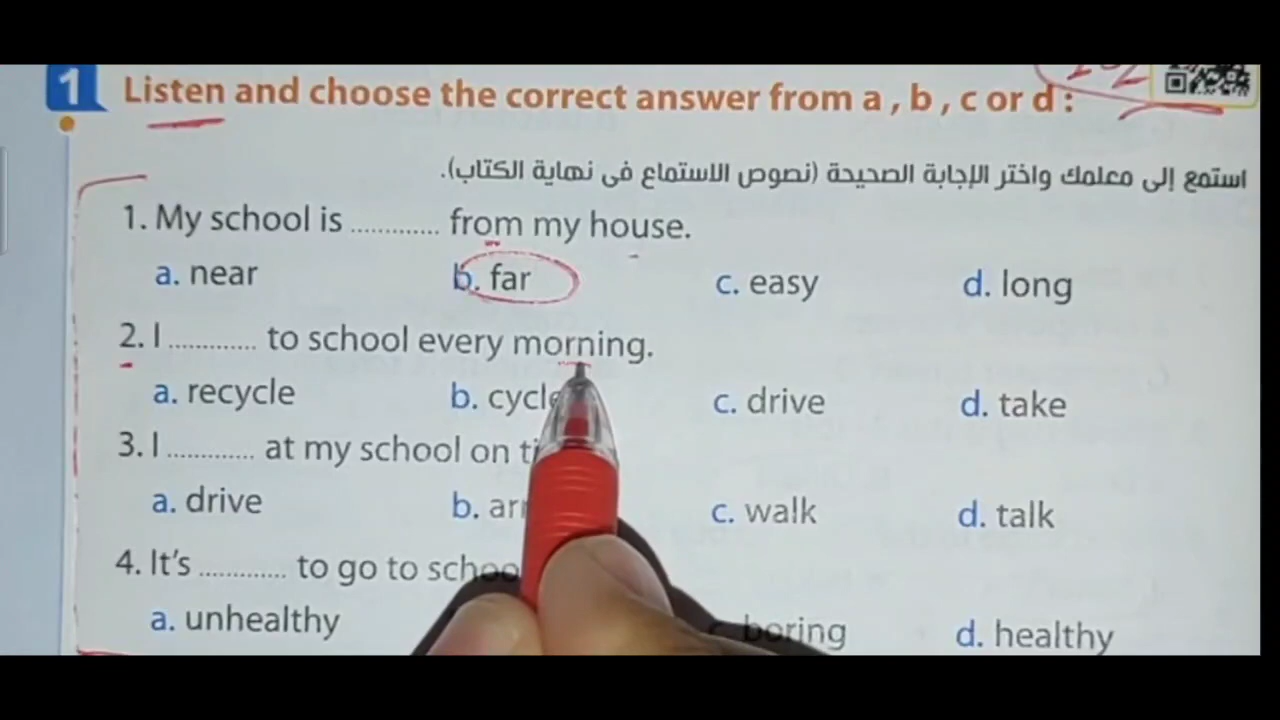 1 Listen and choose the correct answer from a , b , c or d :
استمع إلى معلمك واختر الإجابة الصحيحة (نصوص الاستماع فى نهاية الكتاب).
1. My school is ............. from my house.
a. near b. far c. easy d. long
2. I ............. to school every morning.
a. recycle b. cycle c. drive d. take
3. I ............. at my school on
a. drive b. c. walk d. talk
4. It's ............. to go to school
a. unhealthy boring d. healthy